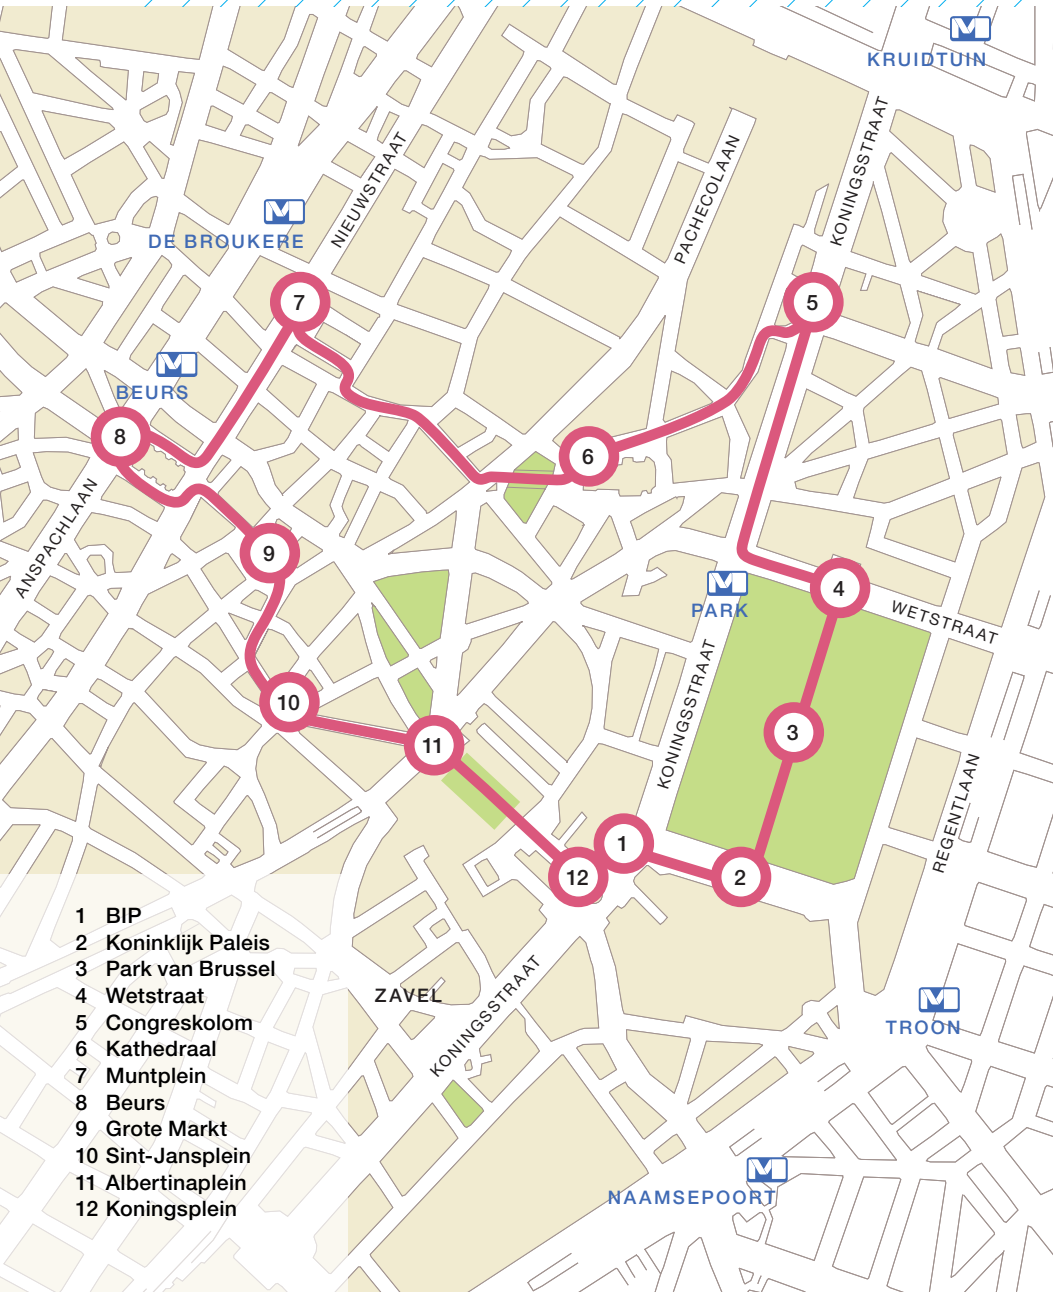 KRUIDTUIN
KONINGSSTRAAT
NIEUWSTRAAT
PACHECOLAAN
DE BROUKERE
7
5
BEURS
8
6
ANSPACHLAAN
9
PARK
4
WETSTRAAT
KONINGSSTRAAT
10
11
3
REGENTLAAN
1
12
2
1 BIP
2 Koninklijk Paleis
3 Park van Brussel
4 Wetstraat
5 Congreskolom
6 Kathedraal
7 Muntplein
8 Beurs
9 Grote Markt
10 Sint-Jansplein
11 Albertinaplein
12 Koningsplein
ZAVEL
KONINGSSTRAAT
TROON
NAAMSEPOORT